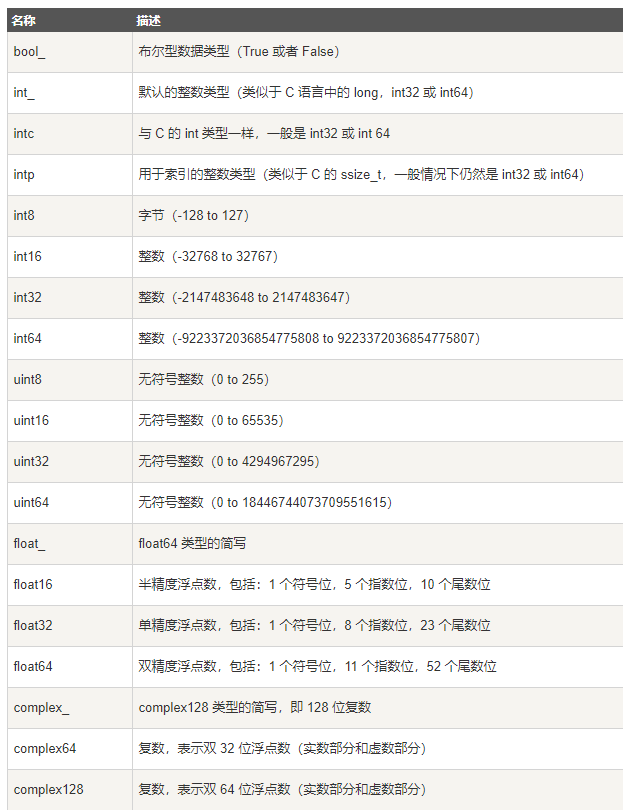 名称 描述
bool_ 布尔型数据类型（True 或者 False）
int_ 默认的整数类型（类似于 C 语言中的 long，int32 或 int64）
intc 与 C 的 int 类型一样，一般是 int32 或 int 64
intp 用于索引的整数类型（类似于 C 的 ssize_t，一般情况下仍然是 int32 或 int64）
int8 字节（-128 to 127）
int16 整数（-32768 to 32767）
int32 整数（-2147483648 to 2147483647）
int64 整数（-9223372036854775808 to 9223372036854775807）
uint8 无符号整数（0 to 255）
uint16 无符号整数（0 to 65535）
uint32 无符号整数（0 to 4294967295）
uint64 无符号整数（0 to 18446744073709551615）
float_ float64 类型的简写
float16 半精度浮点数，包括：1 个符号位，5 个指数位，10 个尾数位
float32 单精度浮点数，包括：1 个符号位，8 个指数位，23 个尾数位
float64 双精度浮点数，包括：1 个符号位，11 个指数位，52 个尾数位
complex_ complex128 类型的简写，即 128 位复数
complex64 复数，表示双 32 位浮点数（实数部分和虚数部分）
complex128 复数，表示双 64 位浮点数（实数部分和虚数部分）